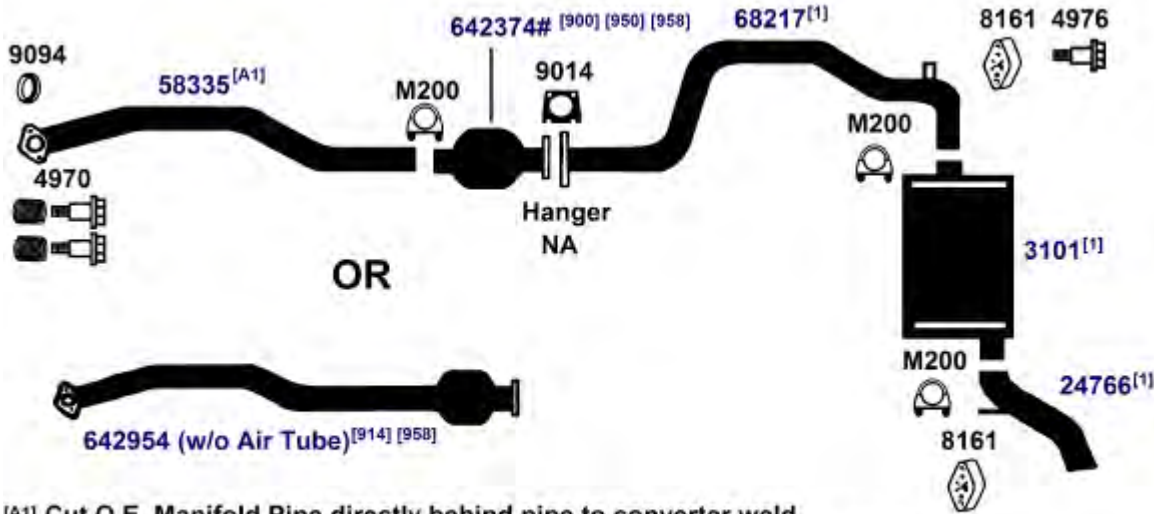 642374# [900] [950] [958]
68217[1]
8161 4976
9094
58335[A1]
M200
9014
M200
4970
Hanger
NA
3101[1]
OR
M200
24766[1]
642954 (w/o Air Tube)[914] [958]
8161
[A1] Cut O.E. Manifold Pipe directly behind pipe to converter weld